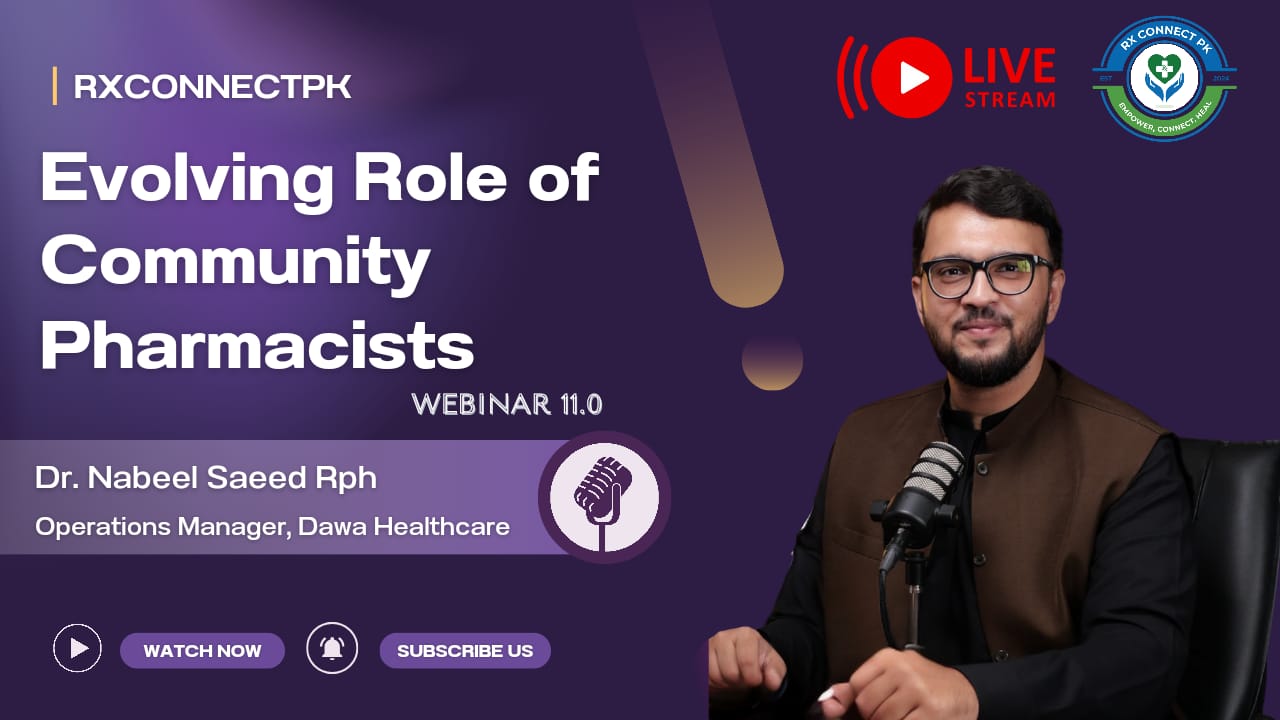 RXCONNECTPK
LIVE
STREAM
RX CONNECT PK
EST
2024
EMPOWER, CONNECT, HEAL
Evolving Role of
Community
Pharmacists
WEBINAR 11.0
Dr. Nabeel Saeed Rph
Operations Manager, Dawa Healthcare
WATCH NOW
SUBSCRIBE US